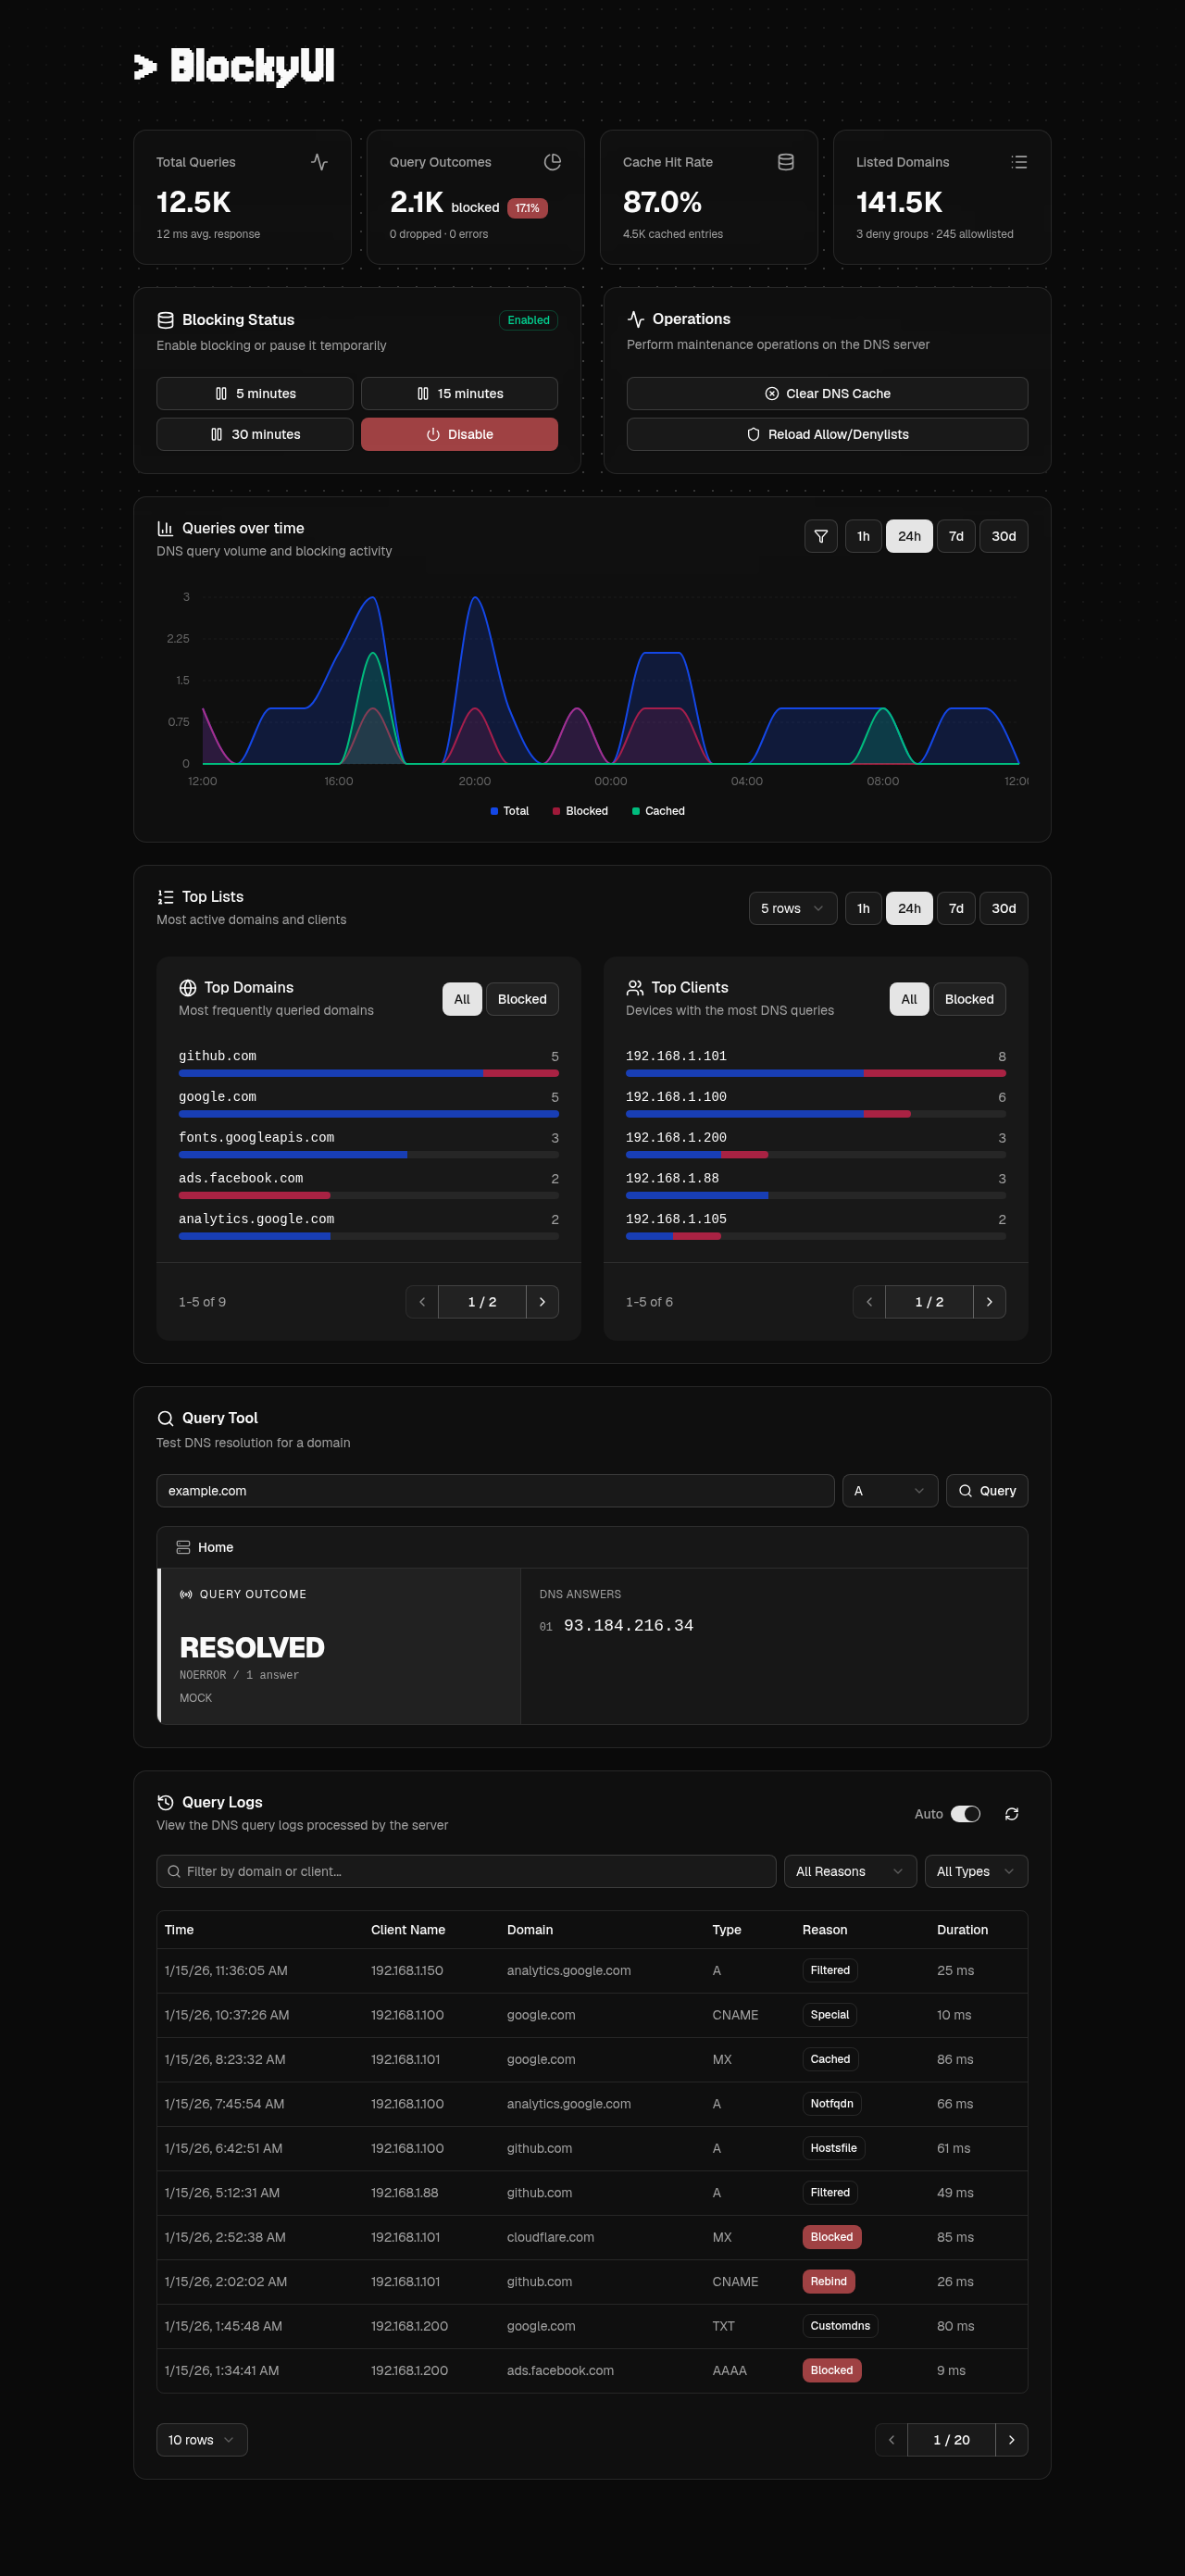 > BlockyUI
Total Queries
12.5K
12 ms avg. response
Query Outcomes
2.1K blocked 17.1%
0 dropped · 0 errors
Cache Hit Rate
87.0%
4.5K cached entries
Listed Domains
141.5K
3 deny groups · 245 allowlisted
Blocking Status
Enabled
Enable blocking or pause it temporarily
5 minutes
15 minutes
30 minutes
Disable
Operations
Perform maintenance operations on the DNS server
Clear DNS Cache
Reload Allow/Denylists
Queries over time
DNS query volume and blocking activity
1h 24h 7d 30d
3
2.25
1.5
0.75
0
12:00 16:00 20:00 00:00 04:00 08:00 12:0
Total Blocked Cached
Top Lists
Most active domains and clients
5 rows 1h 24h 7d 30d
Top Domains
Most frequently queried domains
All Blocked
github.com 5
google.com 5
fonts.googleapis.com 3
ads.facebook.com 2
analytics.google.com 2
1-5 of 9
1 / 2
Top Clients
Devices with the most DNS queries
All Blocked
192.168.1.101 8
192.168.1.100 6
192.168.1.200 3
192.168.1.88 3
192.168.1.105 2
1-5 of 6
1 / 2
Query Tool
Test DNS resolution for a domain
example.com
A
Query
Home
QUERY OUTCOME
RESOLVED
NOERROR / 1 answer
MOCK
DNS ANSWERS
01 93.184.216.34
Query Logs
View the DNS query logs processed by the server
Auto
Filter by domain or client...
All Reasons
All Types
Time Client Name Domain Type Reason Duration
1/15/26, 11:36:05 AM 192.168.1.150 analytics.google.com A Filtered 25 ms
1/15/26, 10:37:26 AM 192.168.1.100 google.com CNAME Special 10 ms
1/15/26, 8:23:32 AM 192.168.1.101 google.com MX Cached 86 ms
1/15/26, 7:45:54 AM 192.168.1.100 analytics.google.com A Notfqdn 66 ms
1/15/26, 6:42:51 AM 192.168.1.100 github.com A Hostsfile 61 ms
1/15/26, 5:12:31 AM 192.168.1.88 github.com A Filtered 49 ms
1/15/26, 2:52:38 AM 192.168.1.101 cloudflare.com MX Blocked 85 ms
1/15/26, 2:02:02 AM 192.168.1.101 github.com CNAME Rebind 26 ms
1/15/26, 1:45:48 AM 192.168.1.200 google.com TXT Customdns 80 ms
1/15/26, 1:34:41 AM 192.168.1.200 ads.facebook.com AAAA Blocked 9 ms
10 rows
1 / 20